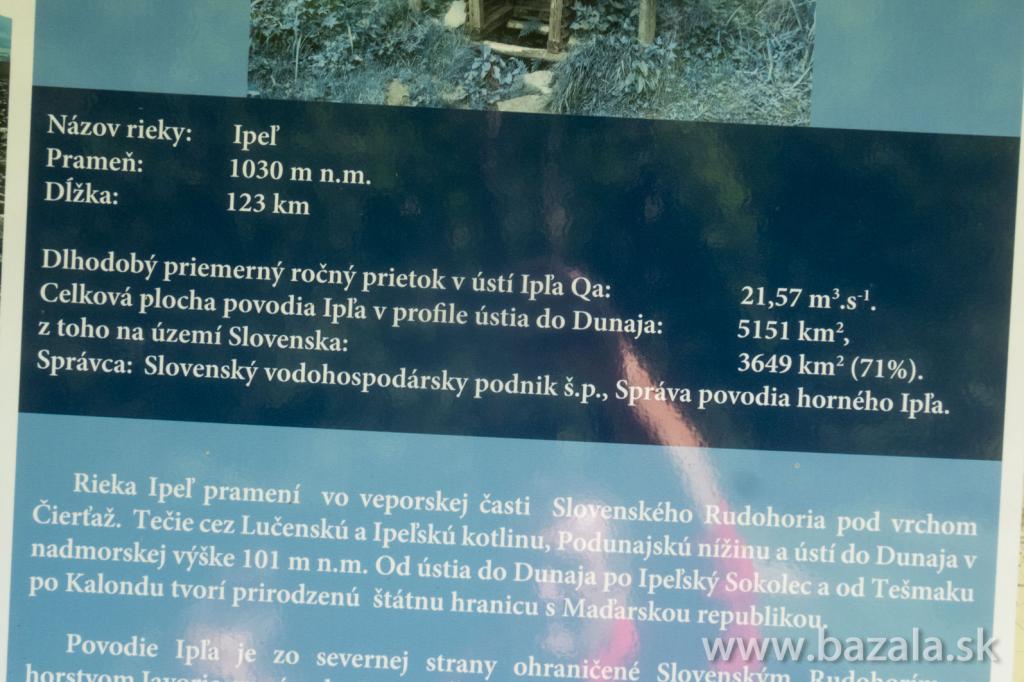 Názov rieky: Ipeľ
Prameň: 1030 m n.m.
Dĺžka: 123 km
Dlhodobý priemerný ročný prietok v ústí Ipľa Qa: 21,57 m³.s⁻¹.
Celková plocha povodia Ipľa v profile ústia do Dunaja: 5151 km²,
z toho na území Slovenska: 3649 km² (71%).
Správca: Slovenský vodohospodársky podnik š.p., Správa povodia horného Ipľa.
Rieka Ipeľ pramení vo veporskej časti Slovenského Rudohoria pod vrchom
Čierťaž. Tečie cez Lučenskú a Ipeľskú kotlinu, Podunajskú nížinu a ústí do Dunaja v
nadmorskej výške 101 m n.m. Od ústia do Dunaja po Ipeľský Sokolec a od Tešmaku
po Kalondu tvorí prirodzenú štátnu hranicu s Maďarskou republikou.
Povodie Ipľa je zo severnej strany ohraničené Slovenským Rudohorím,
www.bazala.sk